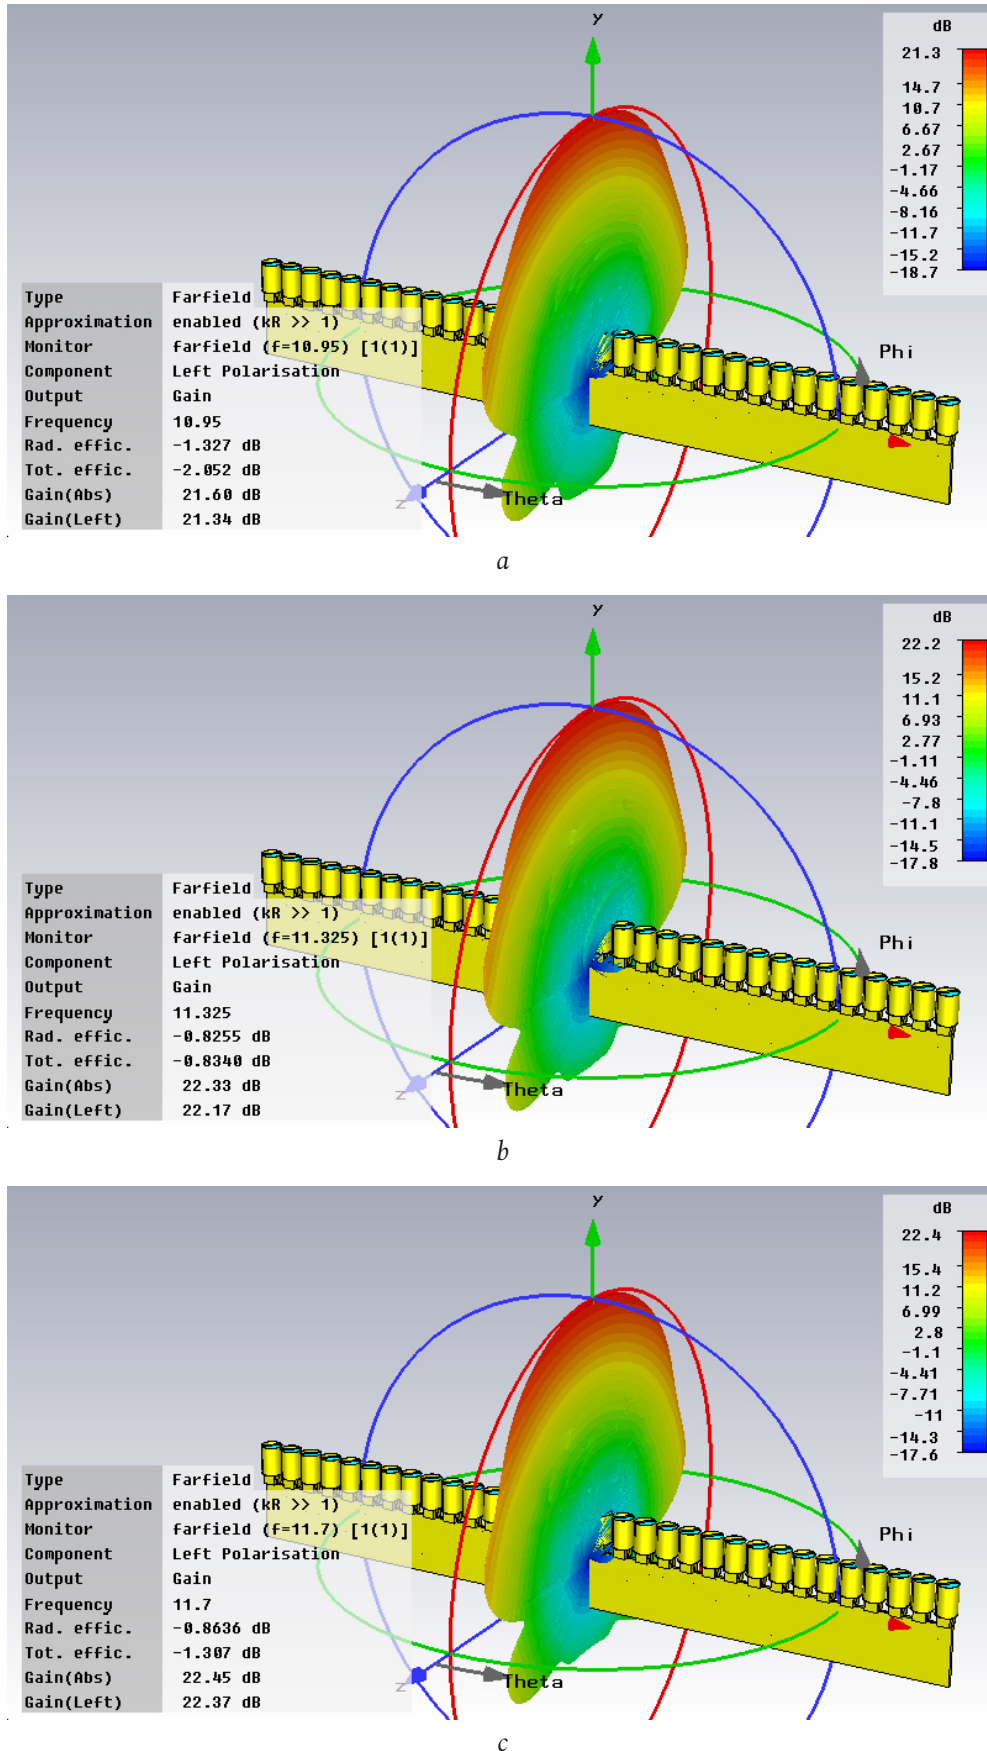 y
dB
21.3
14.7
10.7
6.67
2.67
-1.17
-4.66
-8.16
-11.7
-15.2
-18.7
Type Farfield
Approximation enabled (kR >> 1)
Monitor farfield (f=10.95) [1(1)]
Component Left Polarisation
Output Gain
Frequency 10.95
Rad. effic. -1.327 dB
Tot. effic. -2.052 dB
Gain(Abs) 21.60 dB
Gain(Left) 21.34 dB
Phi
z
Theta
a
y
dB
22.2
15.2
11.1
6.93
2.77
-1.11
-4.46
-7.8
-11.1
-14.5
-17.8
Type Farfield
Approximation enabled (kR >> 1)
Monitor farfield (f=11.325) [1(1)]
Component Left Polarisation
Output Gain
Frequency 11.325
Rad. effic. -0.8255 dB
Tot. effic. -0.8340 dB
Gain(Abs) 22.33 dB
Gain(Left) 22.17 dB
Phi
z
Theta
b
y
dB
22.4
15.4
11.2
6.99
2.8
-1.1
-4.41
-7.71
-11
-14.3
-17.6
Type Farfield
Approximation enabled (kR >> 1)
Monitor farfield (f=11.7) [1(1)]
Component Left Polarisation
Output Gain
Frequency 11.7
Rad. effic. -0.8636 dB
Tot. effic. -1.307 dB
Gain(Abs) 22.45 dB
Gain(Left) 22.37 dB
Phi
z
Theta
c